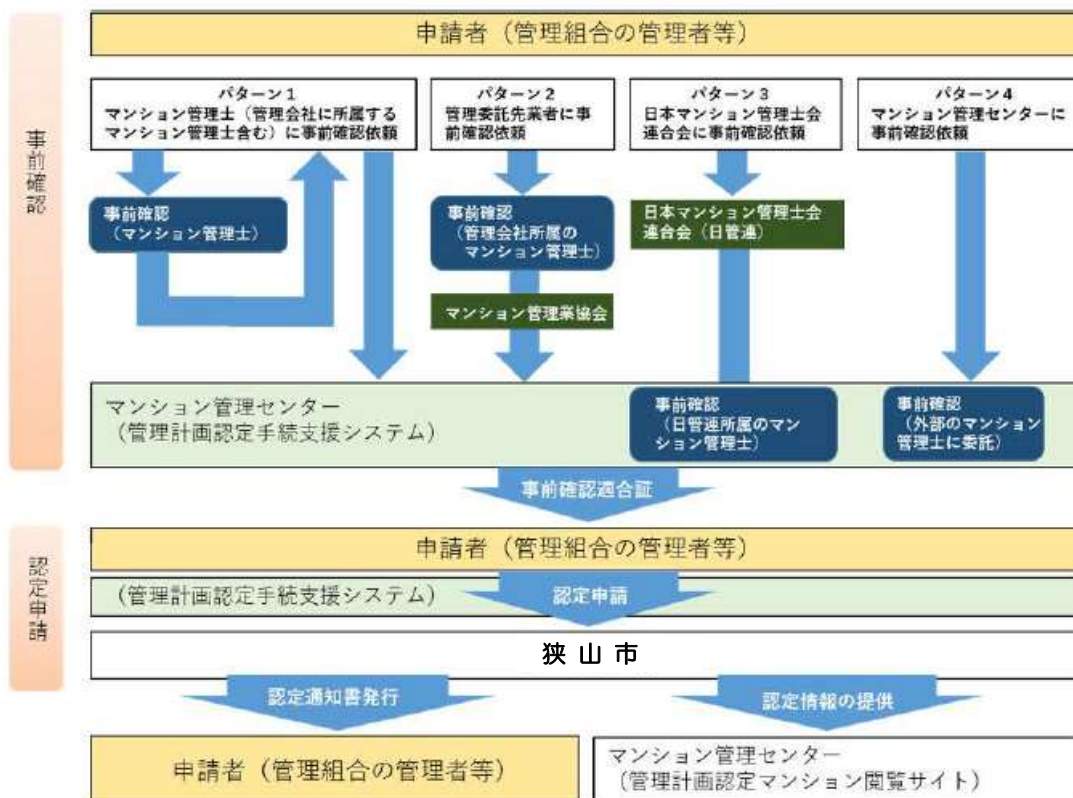 事前確認
申請者（管理組合の管理者等）
パターン１
マンション管理士（管理会社に所属する
マンション管理士含む）に事前確認依頼
パターン２
管理委託先業者に事
前確認依頼
パターン３
日本マンション管理士会
連合会に事前確認依頼
パターン４
マンション管理センターに
事前確認依頼
事前確認
（マンション管理士）
事前確認
（管理会社所属の
マンション管理士）
日本マンション管理士会
連合会（日管連）
マンション管理業協会
マンション管理センター
（管理計画認定手続支援システム）
事前確認
（日管連所属のマン
ション管理士）
事前確認
（外部のマンション
管理士に委託）
事前確認適合証
認定申請
申請者（管理組合の管理者等）
（管理計画認定手続支援システム）
認定申請
狭山市
認定通知書発行
認定情報の提供
申請者（管理組合の管理者等）
マンション管理センター
（管理計画認定マンション閲覧サイト）